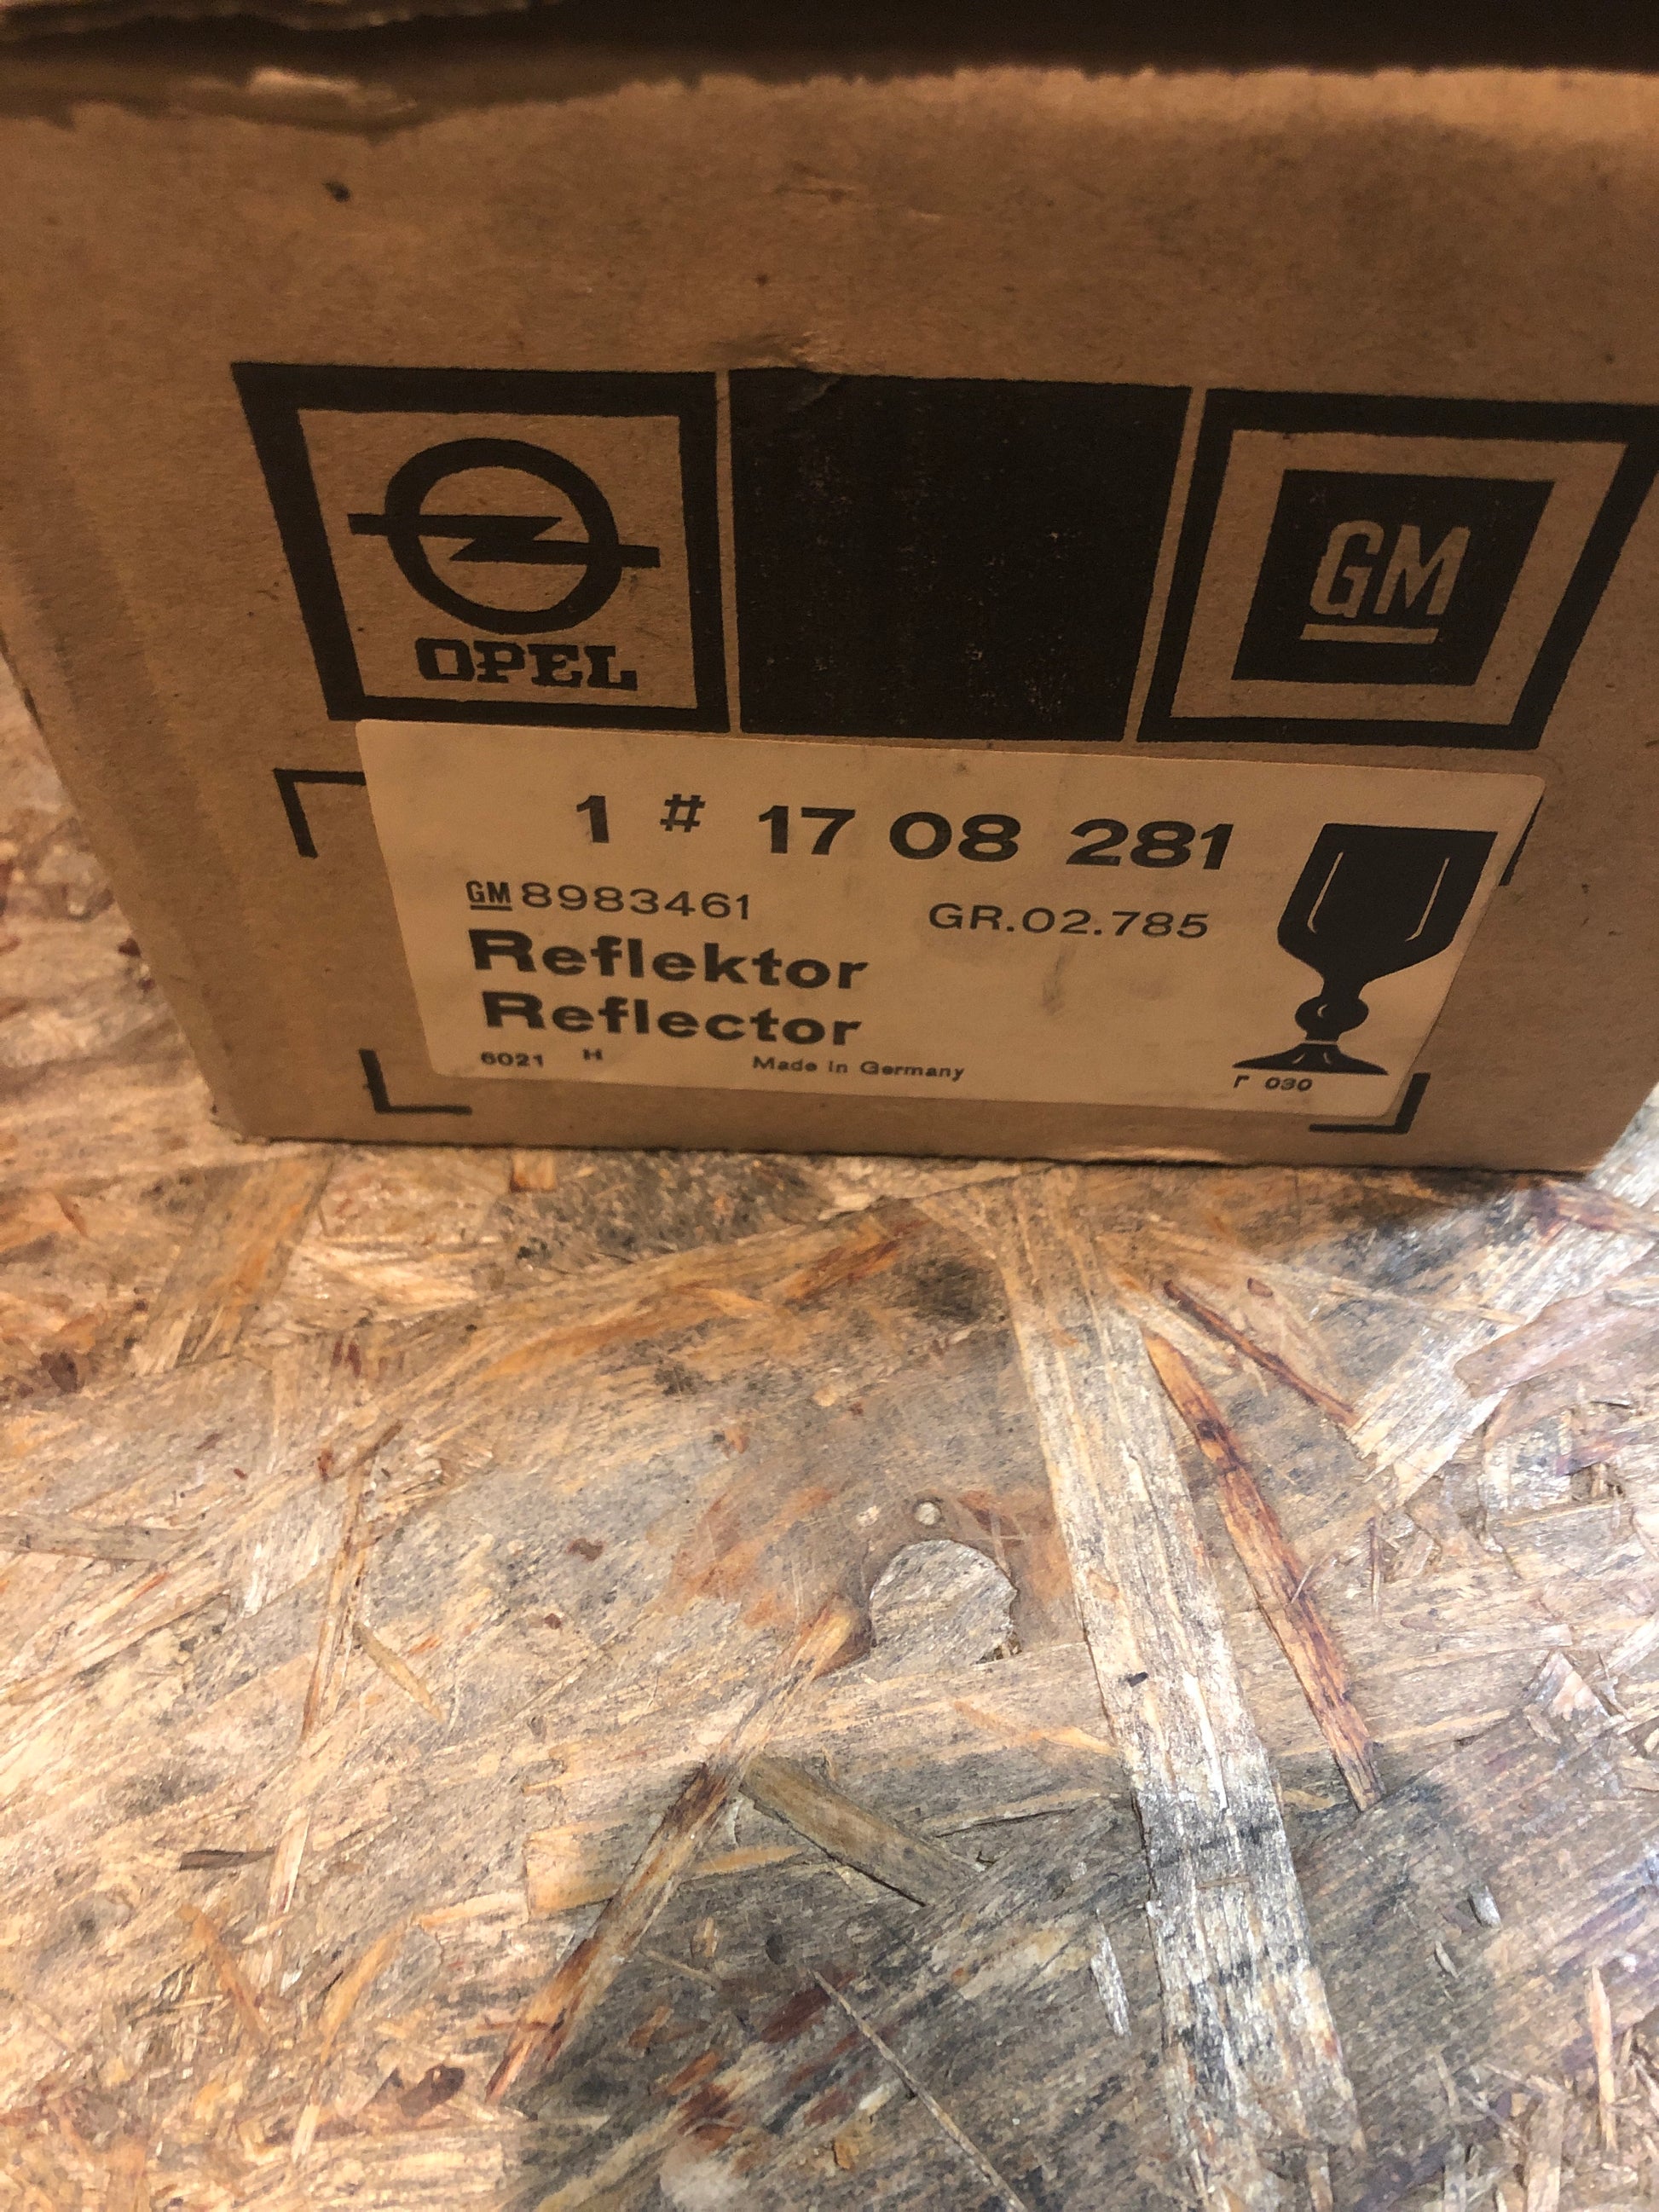 OPEL
GM
1 # 17 08 281
GM 8983461 GR.02.785
Reflektor
Reflector
6021 H Made in Germany
r 030